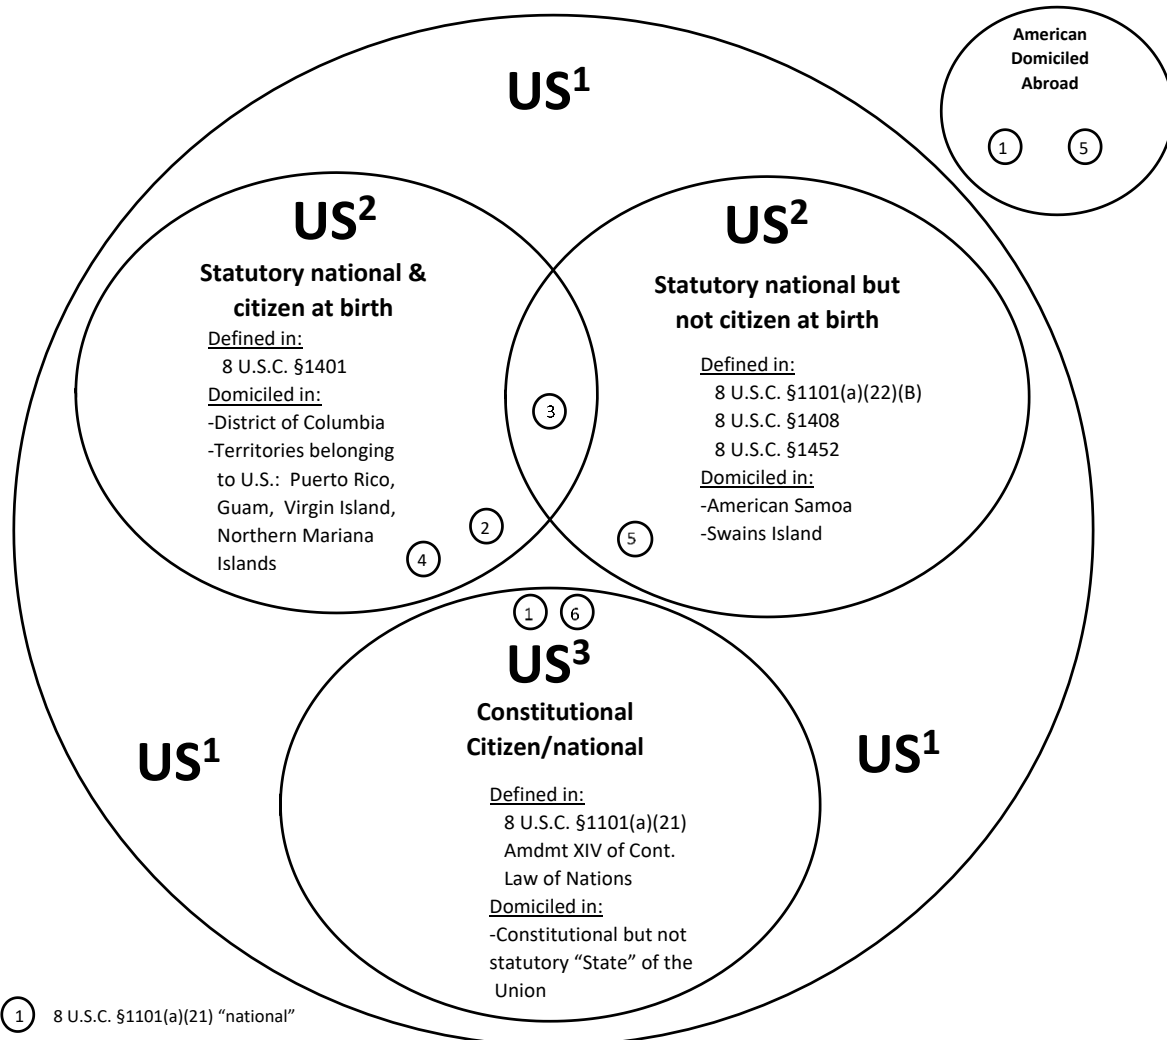 US¹
American
Domiciled
Abroad
1
5
US²
Statutory national &
citizen at birth
Defined in:
8 U.S.C. §1401
Domiciled in:
-District of Columbia
-Territories belonging
to U.S.: Puerto Rico,
Guam, Virgin Island,
Northern Mariana
Islands
4
2
3
US²
Statutory national but
not citizen at birth
Defined in:
8 U.S.C. §1101(a)(22)(B)
8 U.S.C. §1408
8 U.S.C. §1452
Domiciled in:
-American Samoa
-Swains Island
5
1
6
US³
Constitutional
Citizen/national
Defined in:
8 U.S.C. §1101(a)(21)
Amdmt XIV of Cont.
Law of Nations
Domiciled in:
-Constitutional but not
statutory “State” of the
Union
US¹
US¹
1 8 U.S.C. §1101(a)(21) “national”